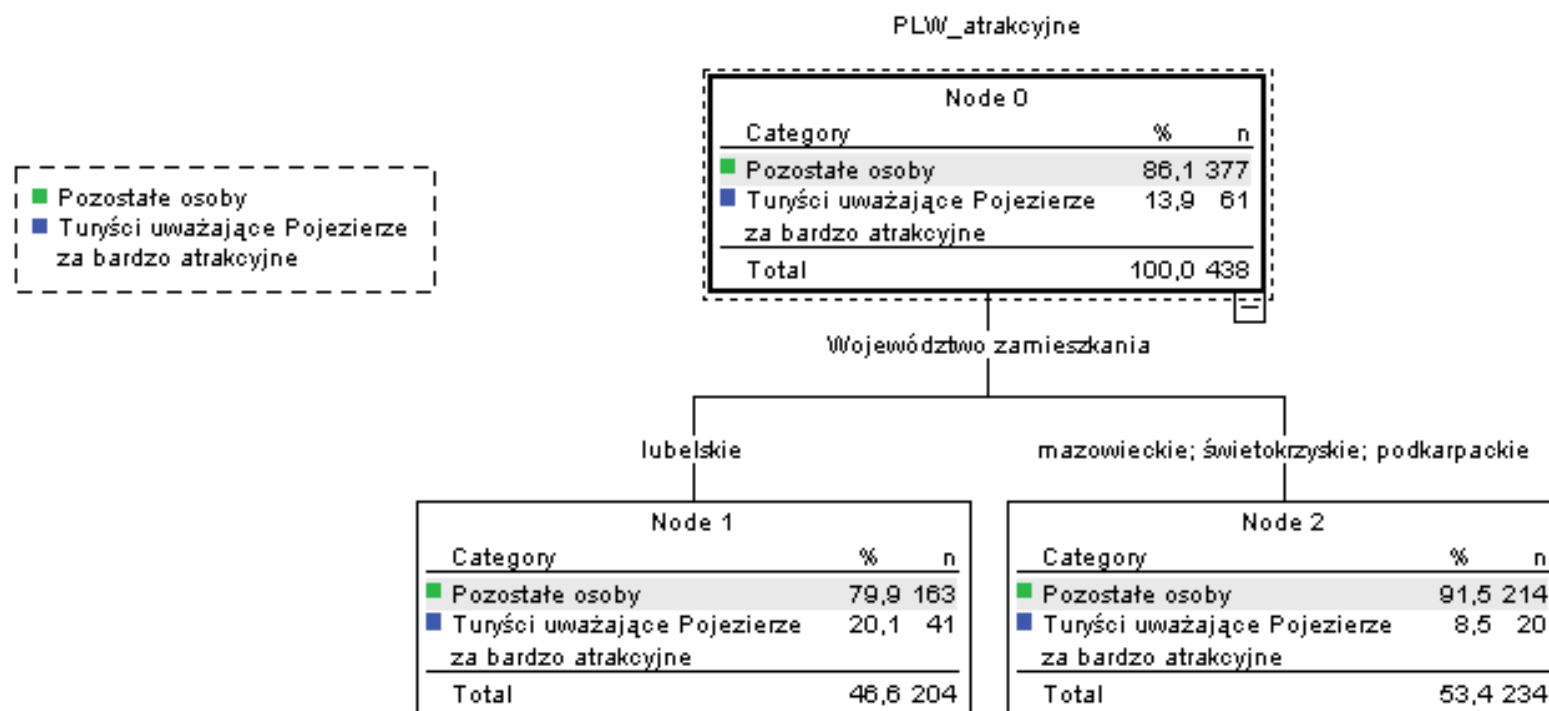 PLW_atrakcyjne
Node 0
Category % n
Pozostałe osoby 86,1 377
Turyści uważające Pojezierze 13,9 61
za bardzo atrakcyjne
Total 100,0 438
Pozostałe osoby
Turyści uważające Pojezierze
za bardzo atrakcyjne
Województwo zamieszkania
lubelskie
mazowieckie; świetokrzyskie; podkarpackie
Node 1
Category % n
Pozostałe osoby 79,9 163
Turyści uważające Pojezierze 20,1 41
za bardzo atrakcyjne
Total 46,6 204
Node 2
Category % n
Pozostałe osoby 91,5 214
Turyści uważające Pojezierze 8,5 20
za bardzo atrakcyjne
Total 53,4 234